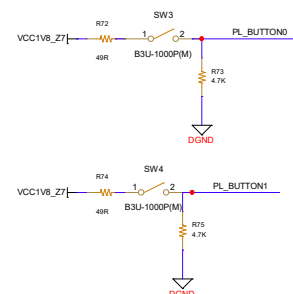 SW3
R72
VCC1V8_Z7
1 2
PL_BUTTON0
49R
B3U-1000P(M)
R73
4.7K
DGND
SW4
R74
VCC1V8_Z7
1 2
PL_BUTTON1
49R
B3U-1000P(M)
R75
4.7K
DGND